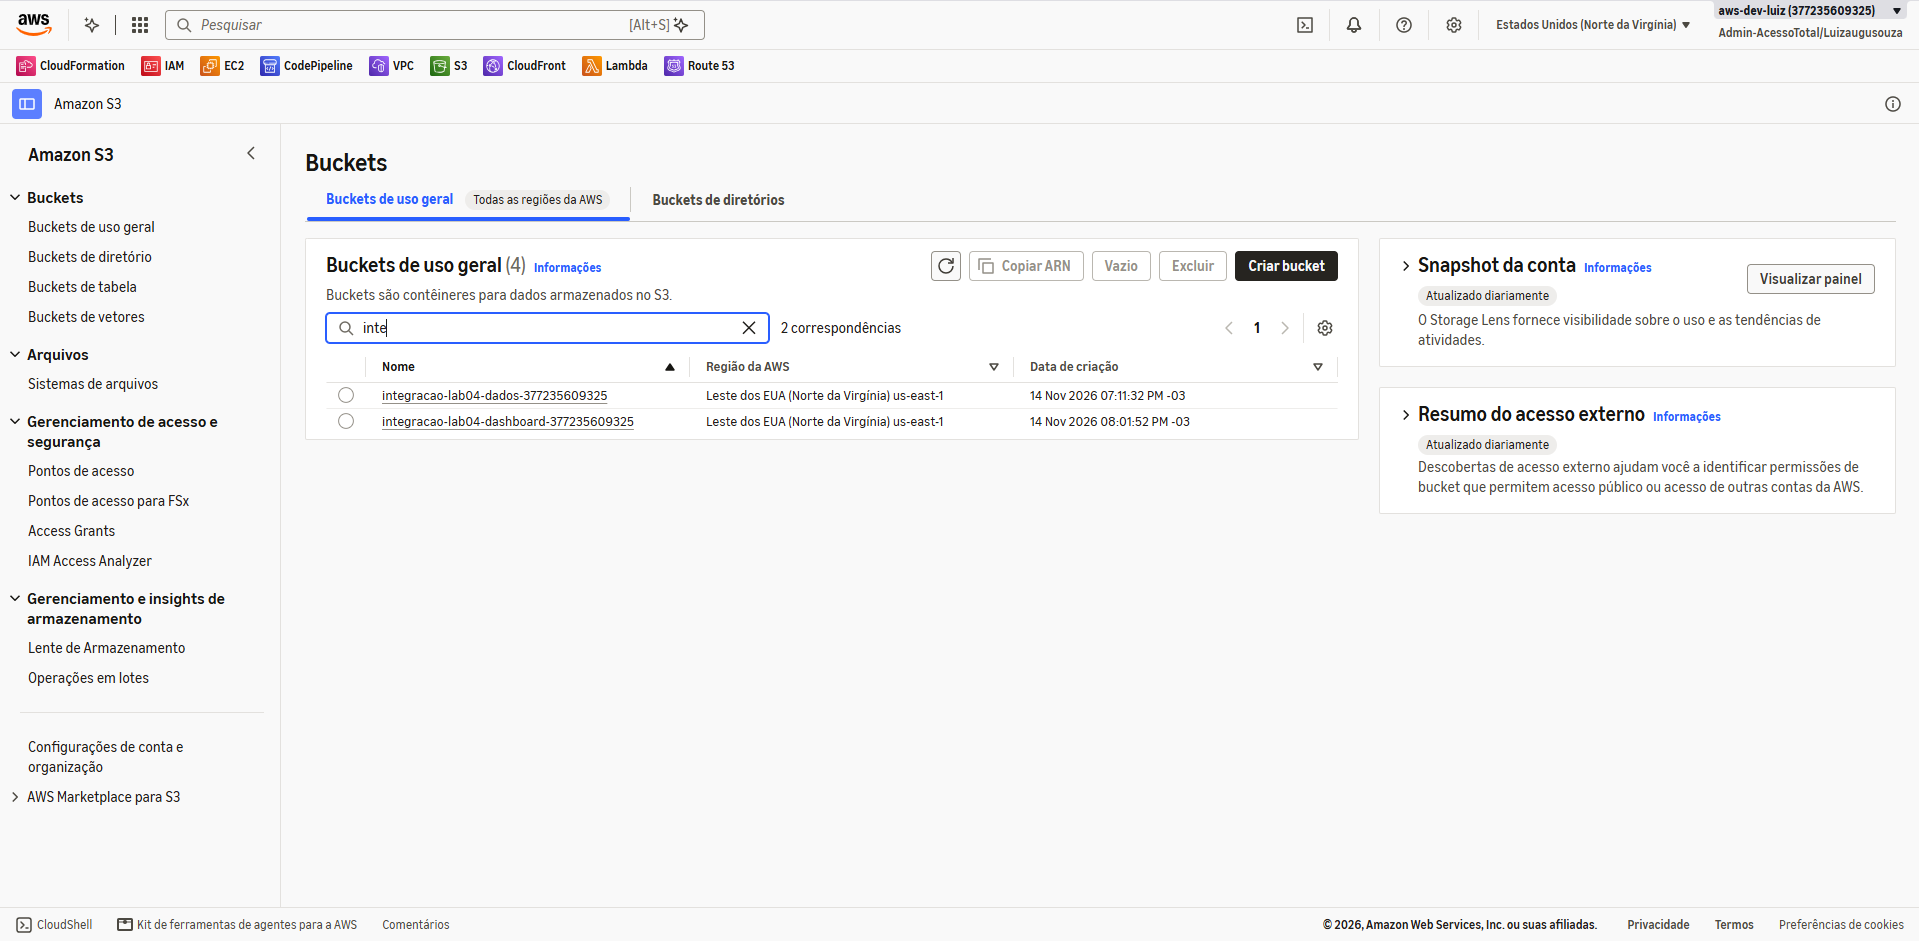 aws
Pesquisar
[Alt+S]
Estados Unidos (Norte da Virgínia)
aws-dev-luiz (377235609325)
Admin-AcessoTotal/Luizaugusouza
CloudFormation
IAM
EC2
CodePipeline
VPC
S3
CloudFront
Lambda
Route 53
Amazon S3
Amazon S3
Buckets
Buckets de uso geral
Buckets de diretório
Buckets de tabela
Buckets de vetores
Arquivos
Sistemas de arquivos
Gerenciamento de acesso e
segurança
Pontos de acesso
Pontos de acesso para FSx
Access Grants
IAM Access Analyzer
Gerenciamento e insights de
armazenamento
Lente de Armazenamento
Operações em lotes
Configurações de conta e
organização
AWS Marketplace para S3
Buckets
Buckets de uso geral
Todas as regiões da AWS
Buckets de diretórios
Buckets de uso geral (4) Informações
Copiar ARN
Vazio
Excluir
Criar bucket
Buckets são contêineres para dados armazenados no S3.
inte
2 correspondências
1
Nome
Região da AWS
Data de criação
integracao-lab04-dados-377235609325
Leste dos EUA (Norte da Virgínia) us-east-1
14 Nov 2026 07:11:32 PM -03
integracao-lab04-dashboard-377235609325
Leste dos EUA (Norte da Virgínia) us-east-1
14 Nov 2026 08:01:52 PM -03
Snapshot da conta Informações
Visualizar painel
Atualizado diariamente
O Storage Lens fornece visibilidade sobre o uso e as tendências de
atividades.
Resumo do acesso externo Informações
Atualizado diariamente
Descobertas de acesso externo ajudam você a identificar permissões de
bucket que permitem acesso público ou acesso de outras contas da AWS.
CloudShell
Kit de ferramentas de agentes para a AWS
Comentários
© 2026, Amazon Web Services, Inc. ou suas afiliadas.
Privacidade
Termos
Preferências de cookies